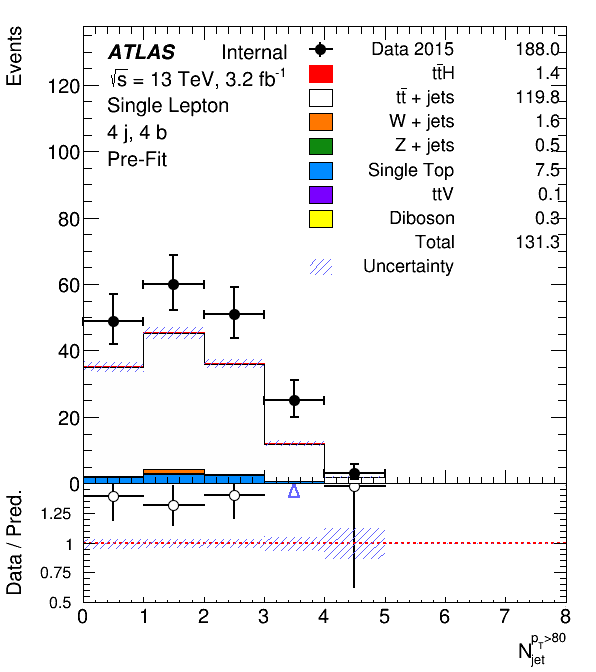 Events
ATLAS Internal
√s = 13 TeV, 3.2 fb⁻¹
Single Lepton
4 j, 4 b
Pre-Fit
Data 2015 188.0
tt̄H 1.4
tt̄ + jets 119.8
W + jets 1.6
Z + jets 0.5
Single Top 7.5
ttV 0.1
Diboson 0.3
Total 131.3
Uncertainty
120
100
80
60
40
20
0
Data / Pred.
1.25
1
0.75
0.5
0 1 2 3 4 5 6 7 8
N_jet^{p_T>80}